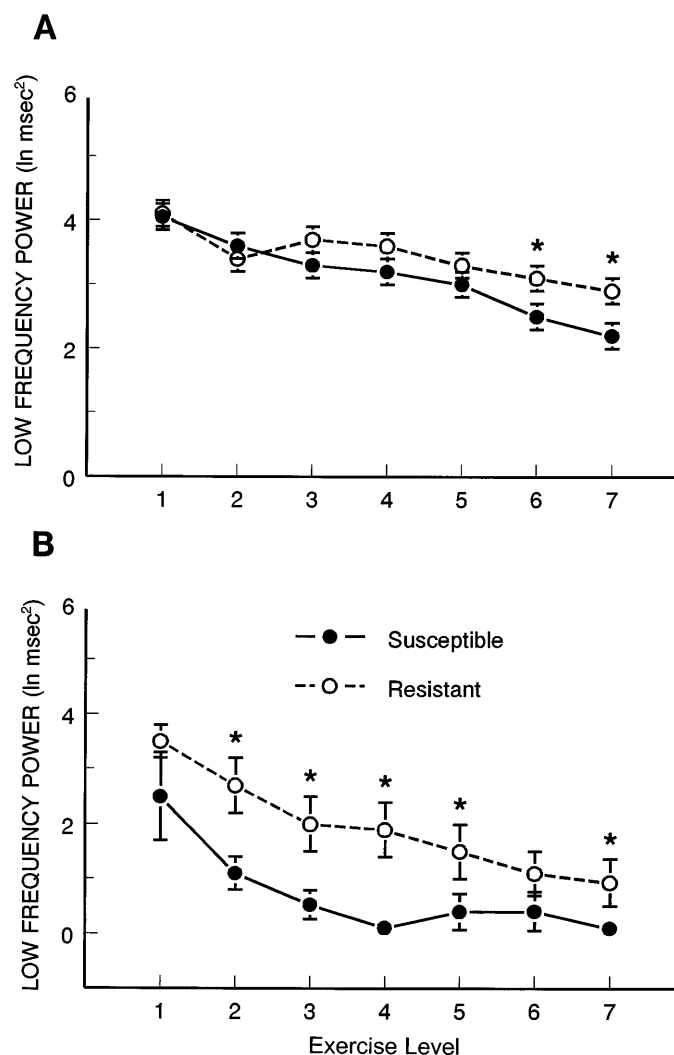 A
LOW FREQUENCY POWER (ln msec²)
6
4
2
0
*
*
1 2 3 4 5 6 7
B
LOW FREQUENCY POWER (ln msec²)
6
4
2
0
Susceptible
Resistant
*
*
*
*
*
1 2 3 4 5 6 7
Exercise Level